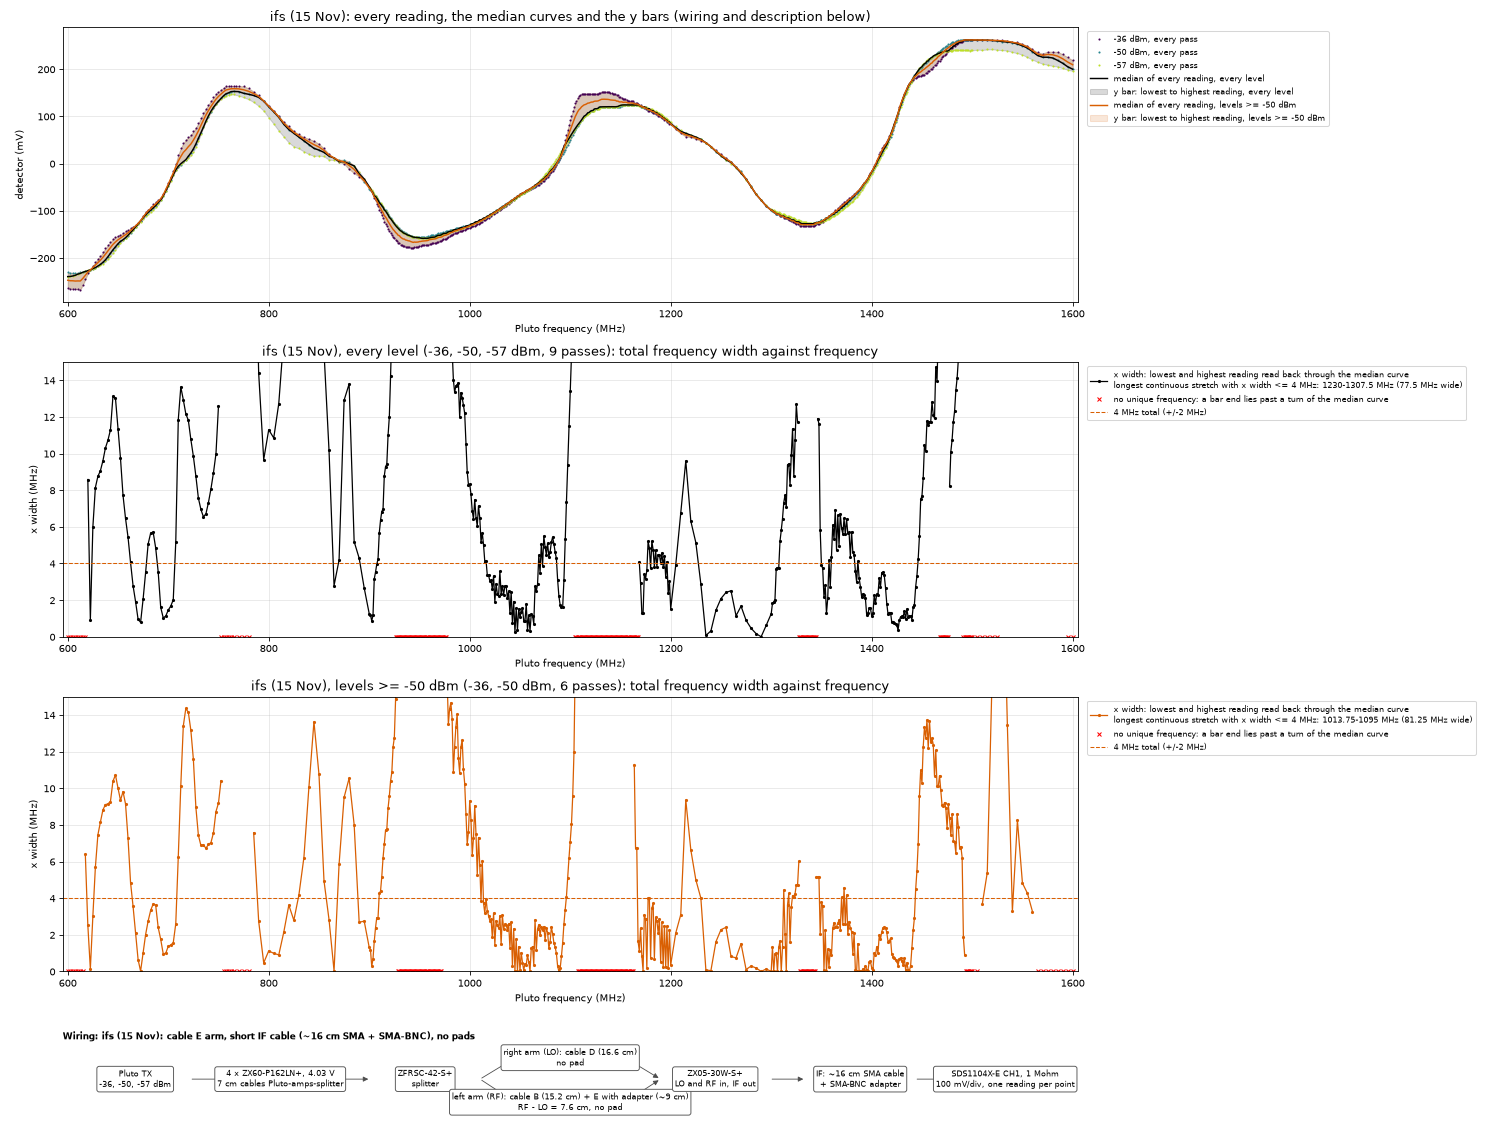 ifs (15 Nov): every reading, the median curves and the y bars (wiring and description below)
detector (mV)
200
100
0
−100
−200
600
800
1000
1200
1400
1600
Pluto frequency (MHz)
-36 dBm, every pass
-50 dBm, every pass
-57 dBm, every pass
median of every reading, every level
y bar: lowest to highest reading, every level
median of every reading, levels >= -50 dBm
y bar: lowest to highest reading, levels >= -50 dBm
ifs (15 Nov), every level (-36, -50, -57 dBm, 9 passes): total frequency width against frequency
x width (MHz)
14
12
10
8
6
4
2
0
600
800
1000
1200
1400
1600
Pluto frequency (MHz)
x width: lowest and highest reading read back through the median curve
longest continuous stretch with x width <= 4 MHz: 1230-1307.5 MHz (77.5 MHz wide)
no unique frequency: a bar end lies past a turn of the median curve
4 MHz total (+/-2 MHz)
ifs (15 Nov), levels >= -50 dBm (-36, -50 dBm, 6 passes): total frequency width against frequency
x width (MHz)
14
12
10
8
6
4
2
0
600
800
1000
1200
1400
1600
Pluto frequency (MHz)
x width: lowest and highest reading read back through the median curve
longest continuous stretch with x width <= 4 MHz: 1013.75-1095 MHz (81.25 MHz wide)
no unique frequency: a bar end lies past a turn of the median curve
4 MHz total (+/-2 MHz)
Wiring: ifs (15 Nov): cable E arm, short IF cable (~16 cm SMA + SMA-BNC), no pads
Pluto TX
-36, -50, -57 dBm
4 x ZX60-P162LN+, 4.03 V
7 cm cables Pluto-amps-splitter
ZFRSC-42-S+
splitter
right arm (LO): cable D (16.6 cm)
no pad
left arm (RF): cable B (15.2 cm) + E with adapter (~9 cm)
RF - LO = 7.6 cm, no pad
ZX05-30W-S+
LO and RF in, IF out
IF: ~16 cm SMA cable
+ SMA-BNC adapter
SDS1104X-E CH1, 1 Mohm
100 mV/div, one reading per point